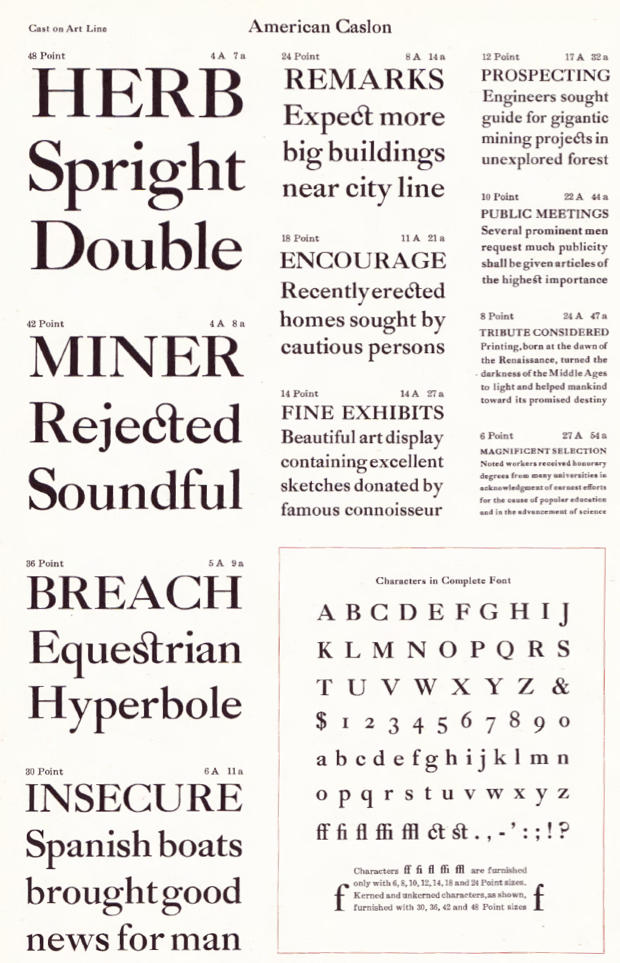 Cast on Art Line
American Caslon
48 Point 4 A 7 a
HERB
Spright
Double
42 Point 4 A 8 a
MINER
Rejected
Soundful
36 Point 5 A 9 a
BREACH
Equestrian
Hyperbole
30 Point 6 A 11 a
INSECURE
Spanish boats
brought good
news for man
24 Point 8 A 14 a
REMARKS
Expect more
big buildings
near city line
18 Point 11 A 21 a
ENCOURAGE
Recently erected
homes sought by
cautious persons
14 Point 14 A 27 a
FINE EXHIBITS
Beautiful art display
containing excellent
sketches donated by
famous connoisseur
12 Point 17 A 32 a
PROSPECTING
Engineers sought
guide for gigantic
mining projects in
unexplored forest
10 Point 22 A 44 a
PUBLIC MEETINGS
Several prominent men
request much publicity
shall be given articles of
the highest importance
8 Point 24 A 47 a
TRIBUTE CONSIDERED
Printing, born at the dawn of
the Renaissance, turned the
darkness of the Middle Ages
to light and helped mankind
toward its promised destiny
6 Point 27 A 54 a
MAGNIFICENT SELECTION
Noted workers received honorary
degrees from many universities in
acknowledgment of earnest efforts
for the cause of popular education
and in the advancement of science
Characters in Complete Font
A B C D E F G H I J
K L M N O P Q R S
T U V W X Y Z &
$ 1 2 3 4 5 6 7 8 9 0
a b c d e f g h i j k l m n
o p q r s t u v w x y z
ff fi fl ffi ffl ct st . , - ' : ; ! ?
Characters ff fi fl ffi ffl are furnished
only with 6, 8, 10, 12, 14, 18 and 24 Point sizes.
f Kerned and unkerned characters, as shown, f
furnished with 30, 36, 42 and 48 Point sizes